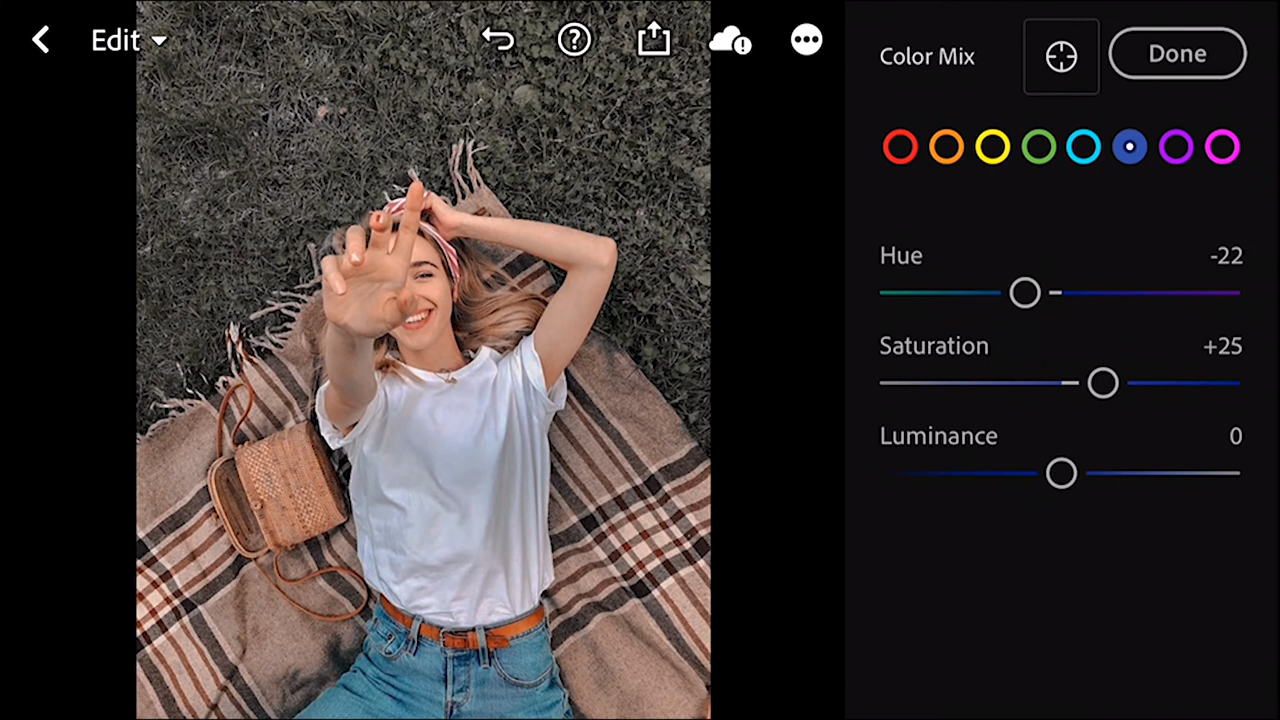 Edit
Color Mix
Done
Hue -22
Saturation +25
Luminance 0